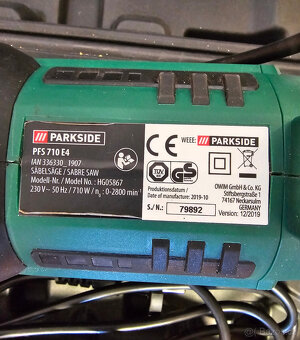 PARKSIDE
PFS 710 E4
IAN 336330_1907
SÄBELSÄGE / SABRE SAW
Modell-Nr. / Model No.: HG05867
230 V~ 50 Hz / 710 W / n₀ : 0-2800 min⁻¹
CE WEEE: PARKSIDE
TÜV GS
Produktionsdatum /
Date of manufacture: 2019-10
S./N.: 79892
OWIM GmbH & Co. KG
Stiftsbergstraße 1
74167 Neckarsulm
GERMANY
Version: 12/2019
PARKSIDE